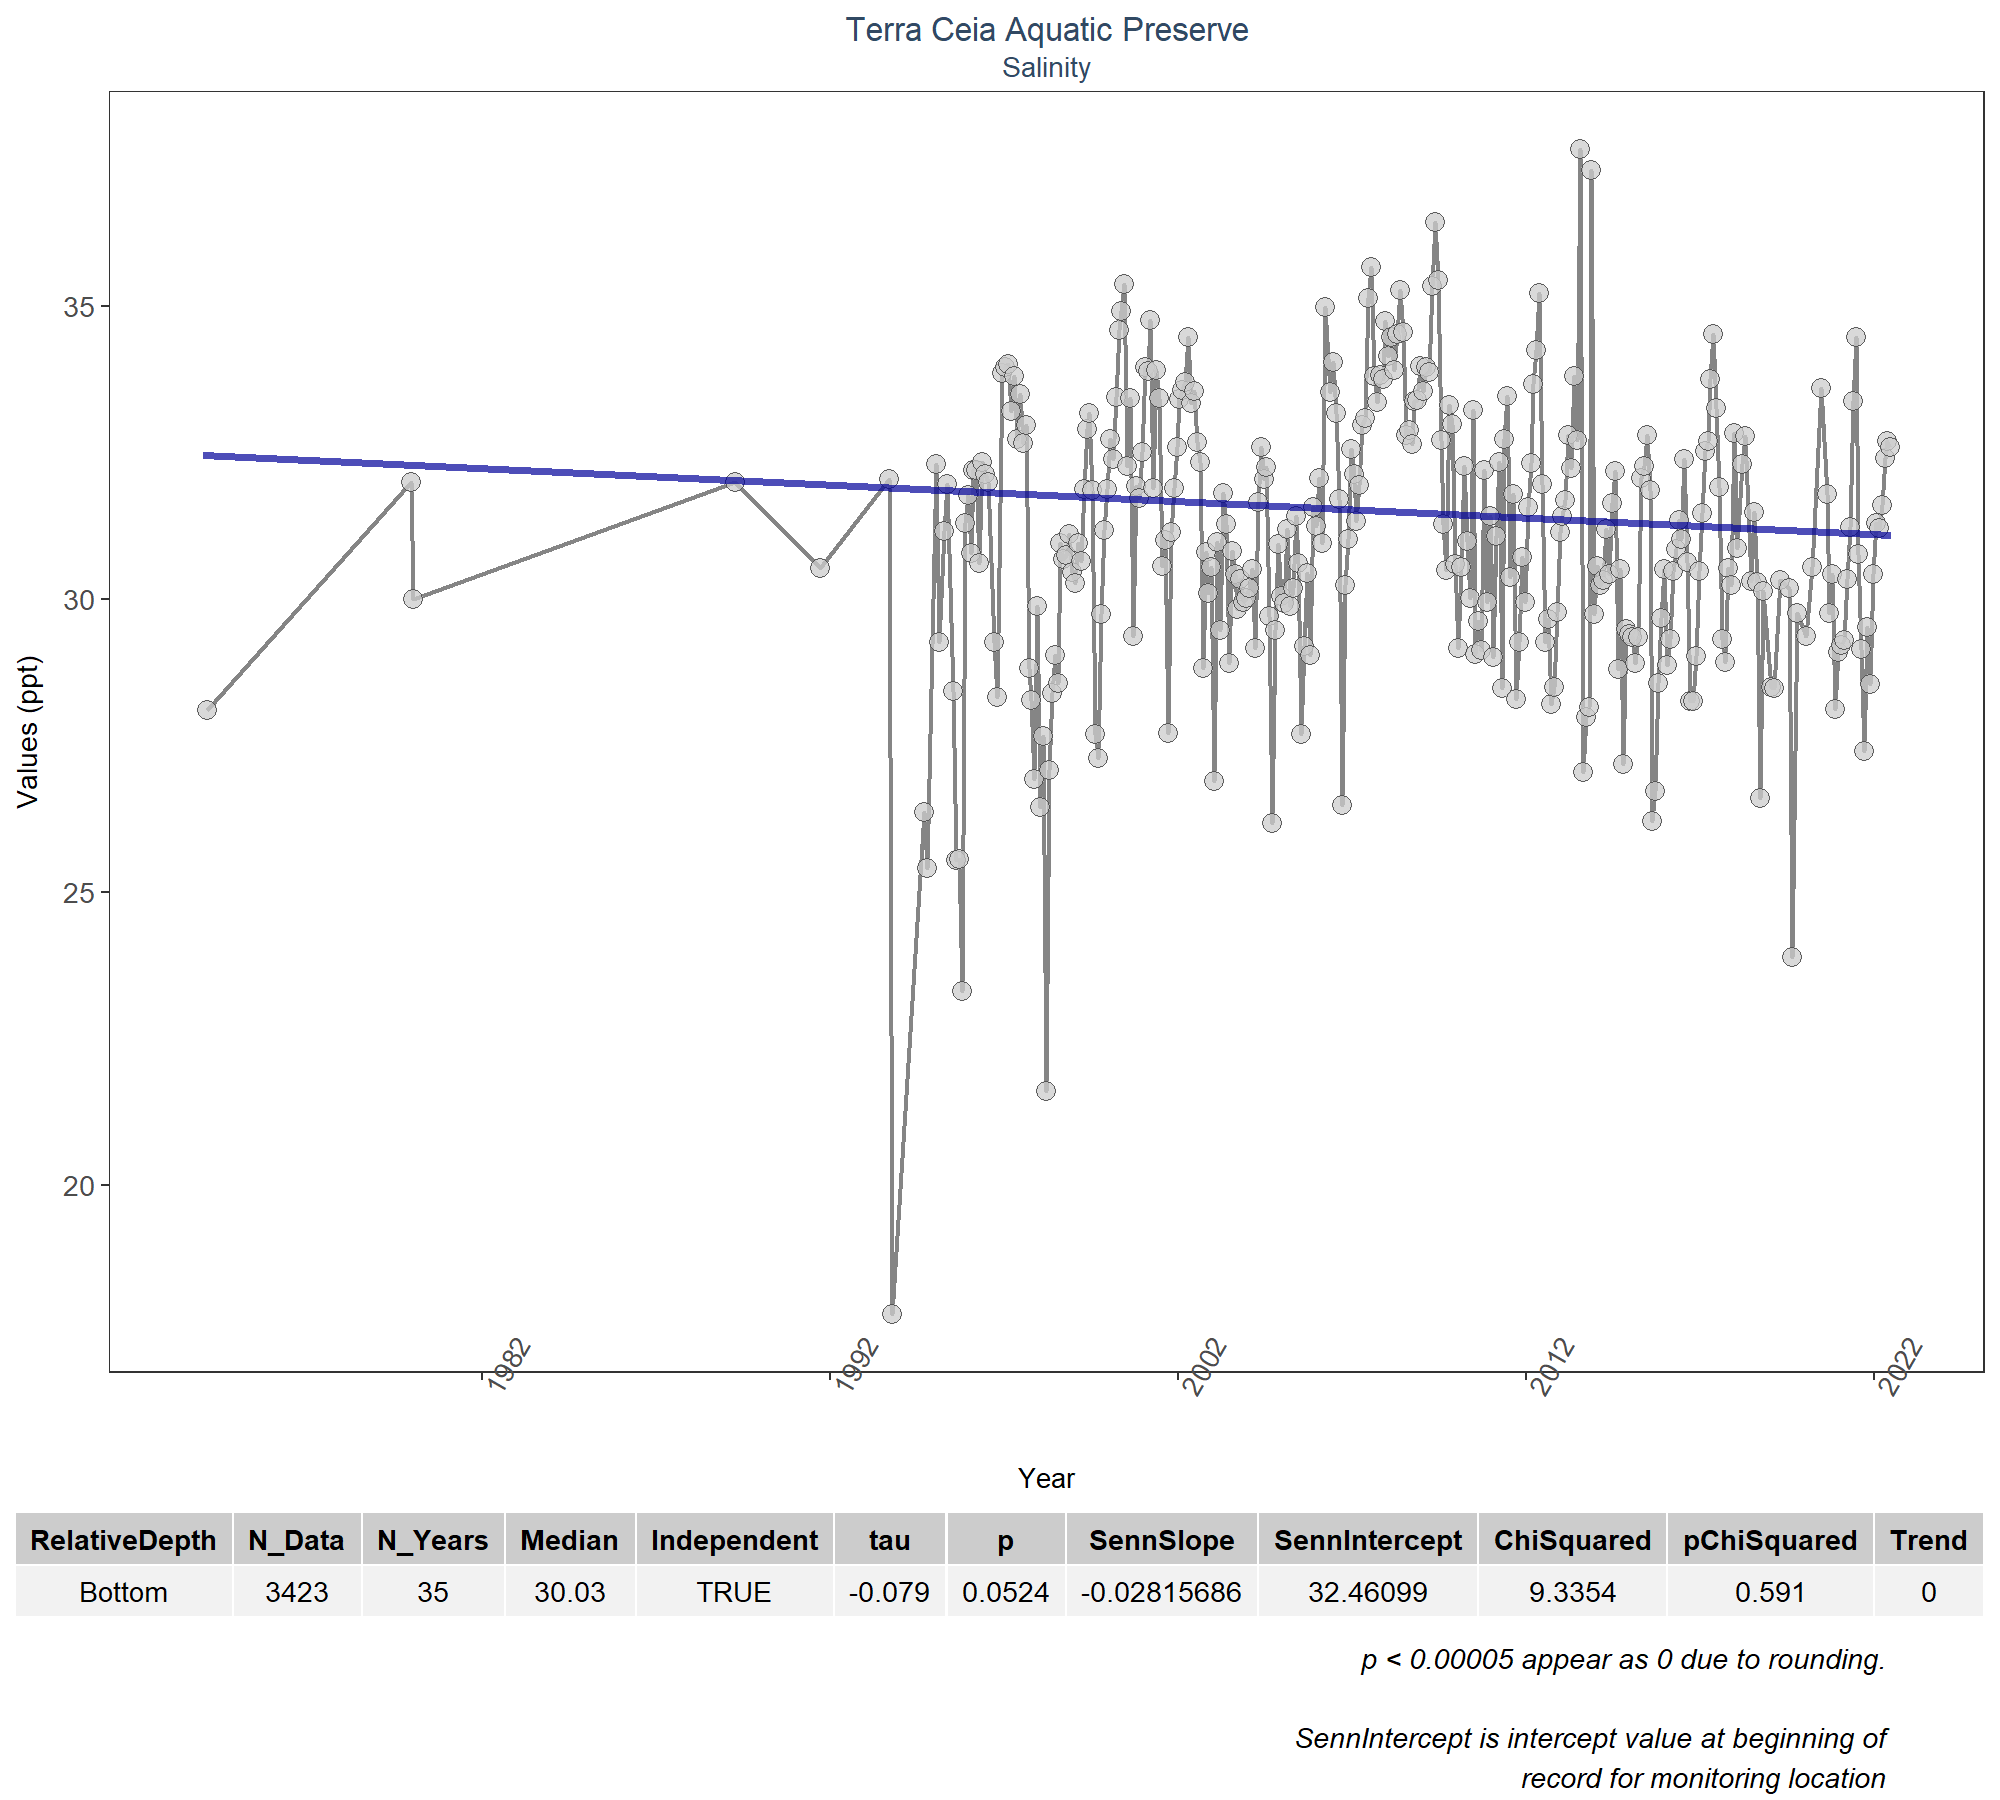 Terra Ceia Aquatic Preserve
Salinity
Values (ppt)
35
30
25
20
1982 1992 2002 2012 2022
Year
RelativeDepth N_Data N_Years Median Independent tau p SennSlope SennIntercept ChiSquared pChiSquared Trend
Bottom 3423 35 30.03 TRUE -0.079 0.0524 -0.02815686 32.46099 9.3354 0.591 0
p < 0.00005 appear as 0 due to rounding.
SennIntercept is intercept value at beginning of
record for monitoring location